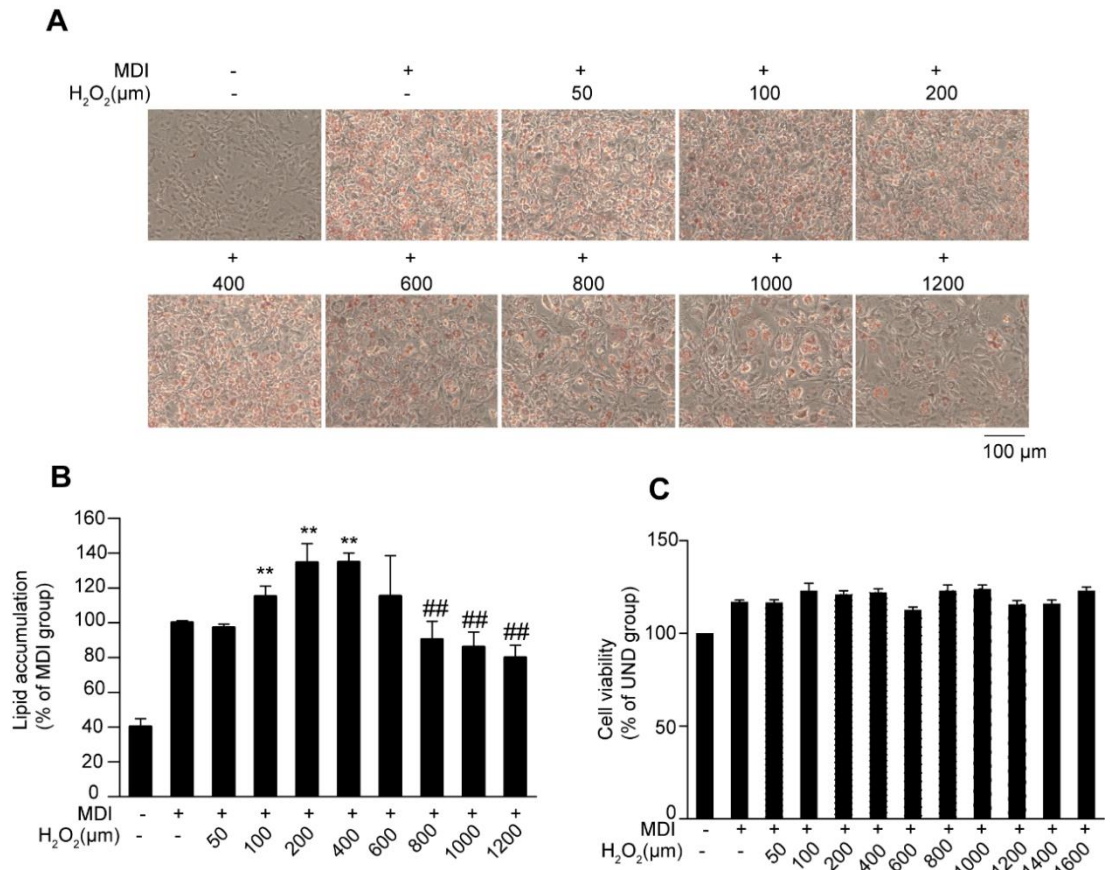 A
MDI - + + + +
H₂O₂(µm) - - 50 100 200
+ + + + +
400 600 800 1000 1200
100 µm
B
Lipid accumulation
(% of MDI group)
160
140
120
100
80
60
40
20
0
** ** ** ## ## ##
MDI - + + + + + + + + +
H₂O₂(µm) - - 50 100 200 400 600 800 1000 1200
C
Cell viability
(% of UND group)
150
100
50
0
MDI - + + + + + + + + + + +
H₂O₂(µm) - - 50 100 200 400 600 800 1000 1200 1400 1600